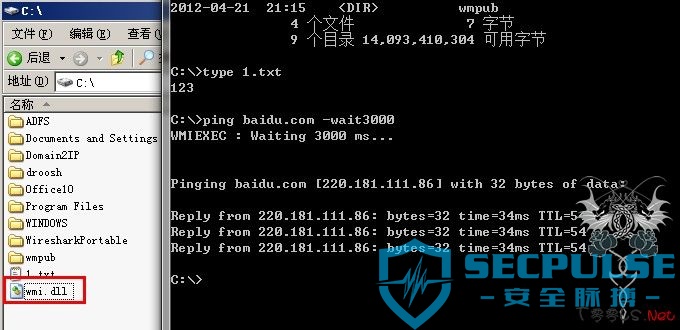 文件(F) 编辑(E) 查看(
后退
地址(D) C:\
名称
ADFS
Documents and Settings
Domain2IP
droosh
Office10
Program Files
WINDOWS
WiresharkPortable
wmpub
1.txt
wmi.dll
2012-04-21 21:15 <DIR> wmpub
4 个文件 7 字节
9 个目录 14,093,410,304 可用字节
C:\>type 1.txt
123
C:\>ping baidu.com -wait3000
WMIEXEC : Waiting 3000 ms...
Pinging baidu.com [220.181.111.86] with 32 bytes of data:
Reply from 220.181.111.86: bytes=32 time=34ms TTL=54
Reply from 220.181.111.86: bytes=32 time=34ms TTL=54
Reply from 220.181.111.86: bytes=32 time=34ms TTL=54
C:\>
SECPULSE
安全脉搏